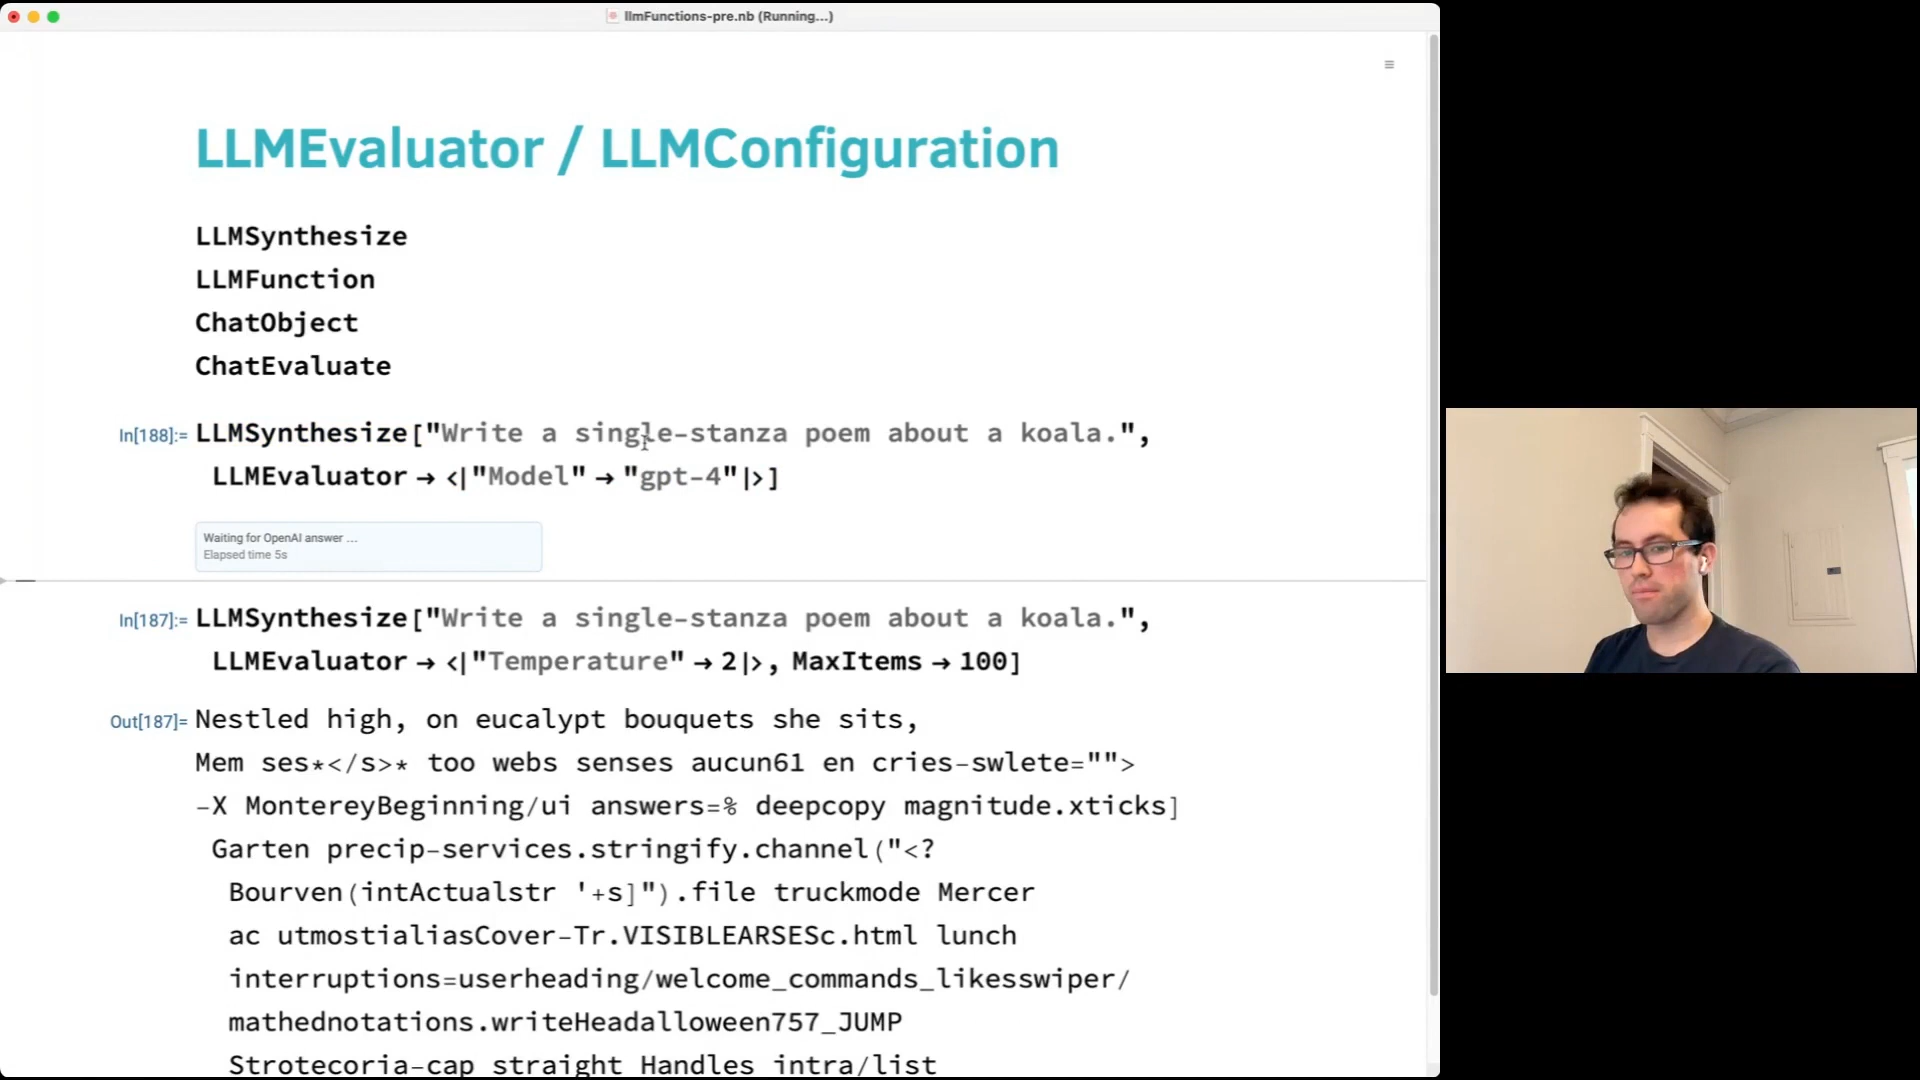 llmFunctions-pre.nb (Running...)
LLMEvaluator / LLMConfiguration
LLMSynthesize
LLMFunction
ChatObject
ChatEvaluate
In[188]:= LLMSynthesize["Write a single-stanza poem about a koala.",
LLMEvaluator → <|"Model" → "gpt-4"|>]
Waiting for OpenAI answer ...
Elapsed time 5s
In[187]:= LLMSynthesize["Write a single-stanza poem about a koala.",
LLMEvaluator → <|"Temperature" → 2|>, MaxItems → 100]
Out[187]= Nestled high, on eucalypt bouquets she sits,
Mem ses*</s>* too webs senses aucun61 en cries-swlete="">
-X MontereyBeginning/ui answers=% deepcopy magnitude.xticks]
Garten precip-services.stringify.channel("<?
Bourven(intActualstr '+s]").file truckmode Mercer
ac utmostialiasCover-Tr.VISIBLEARSESc.html lunch
interruptions=userheading/welcome_commands_likesswiper/
mathednotations.writeHeadalloween757_JUMP
Strotecoria-cap straight Handles intra/list